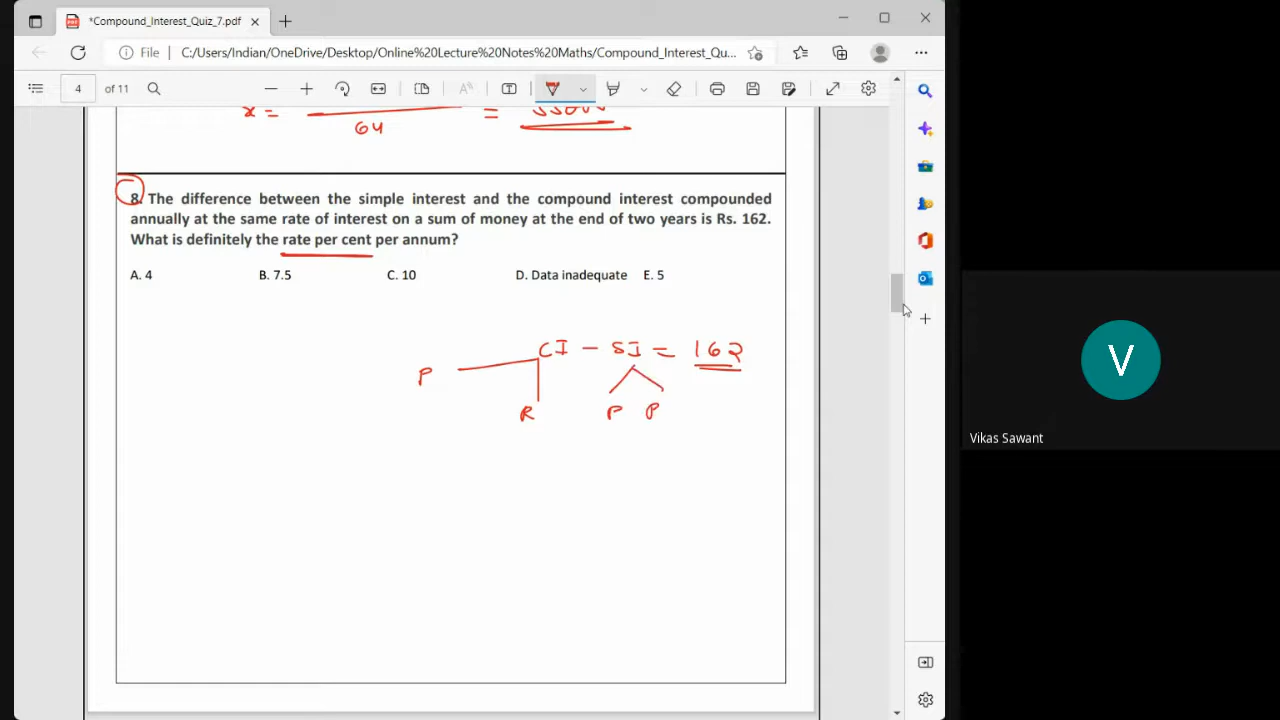 *Compound_Interest_Quiz_7.pdf
File C:/Users/Indian/OneDrive/Desktop/Online%20Lecture%20Notes%20Maths/Compound_Interest_Qu...
4 of 11
x = 64 =
8. The difference between the simple interest and the compound interest compounded
annually at the same rate of interest on a sum of money at the end of two years is Rs. 162.
What is definitely the rate per cent per annum?
A. 4 B. 7.5 C. 10 D. Data inadequate E. 5
CI - SI = 162
P
R P P
V
Vikas Sawant